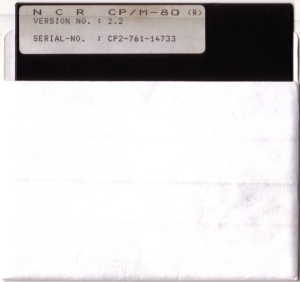 N C R CP/M-80 (R)
VERSION NO. : 2.2
SERIAL-NO. : CP2-761-14733